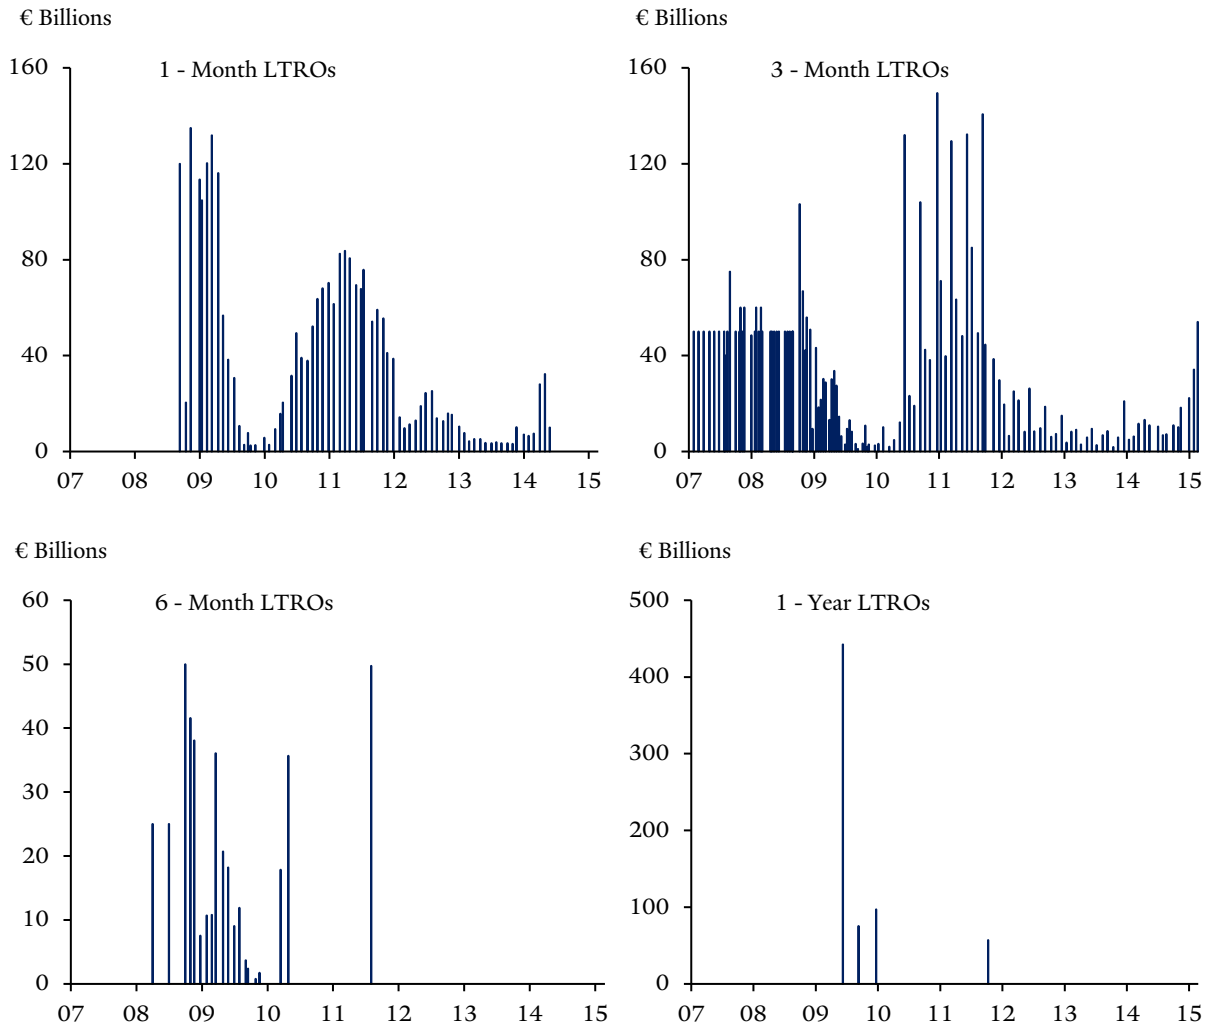 € Billions
1 - Month LTROs
160
120
80
40
0
07 08 09 10 11 12 13 14 15
€ Billions
3 - Month LTROs
160
120
80
40
0
07 08 09 10 11 12 13 14 15
€ Billions
6 - Month LTROs
60
50
40
30
20
10
0
07 08 09 10 11 12 13 14 15
€ Billions
1 - Year LTROs
500
400
300
200
100
0
07 08 09 10 11 12 13 14 15